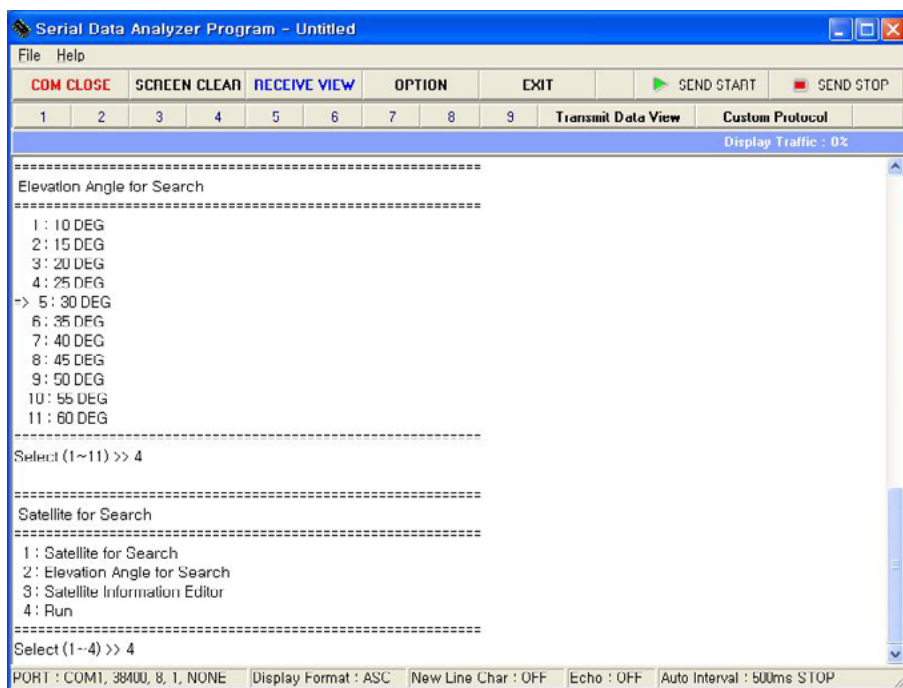 Serial Data Analyzer Program - Untitled
File Help
COM CLOSE SCREEN CLEAR RECEIVE VIEW OPTION EXIT SEND START SEND STOP
1 2 3 4 5 6 7 8 9 Transmit Data View Custom Protocol
Display Traffic : 0%
==========================================================
Elevation Angle for Search
==========================================================
1 : 10 DEG
2 : 15 DEG
3 : 20 DEG
4 : 25 DEG
=> 5 : 30 DEG
6 : 35 DEG
7 : 40 DEG
8 : 45 DEG
9 : 50 DEG
10 : 55 DEG
11 : 60 DEG
==========================================================
Select (1~11) >> 4
==========================================================
Satellite for Search
==========================================================
1 : Satellite for Search
2 : Elevation Angle for Search
3 : Satellite Information Editor
4 : Run
==========================================================
Select (1~4) >> 4
PORT : COM1, 38400, 8, 1, NONE Display Format : ASC New Line Char : OFF Echo : OFF Auto Interval : 500ms STOP